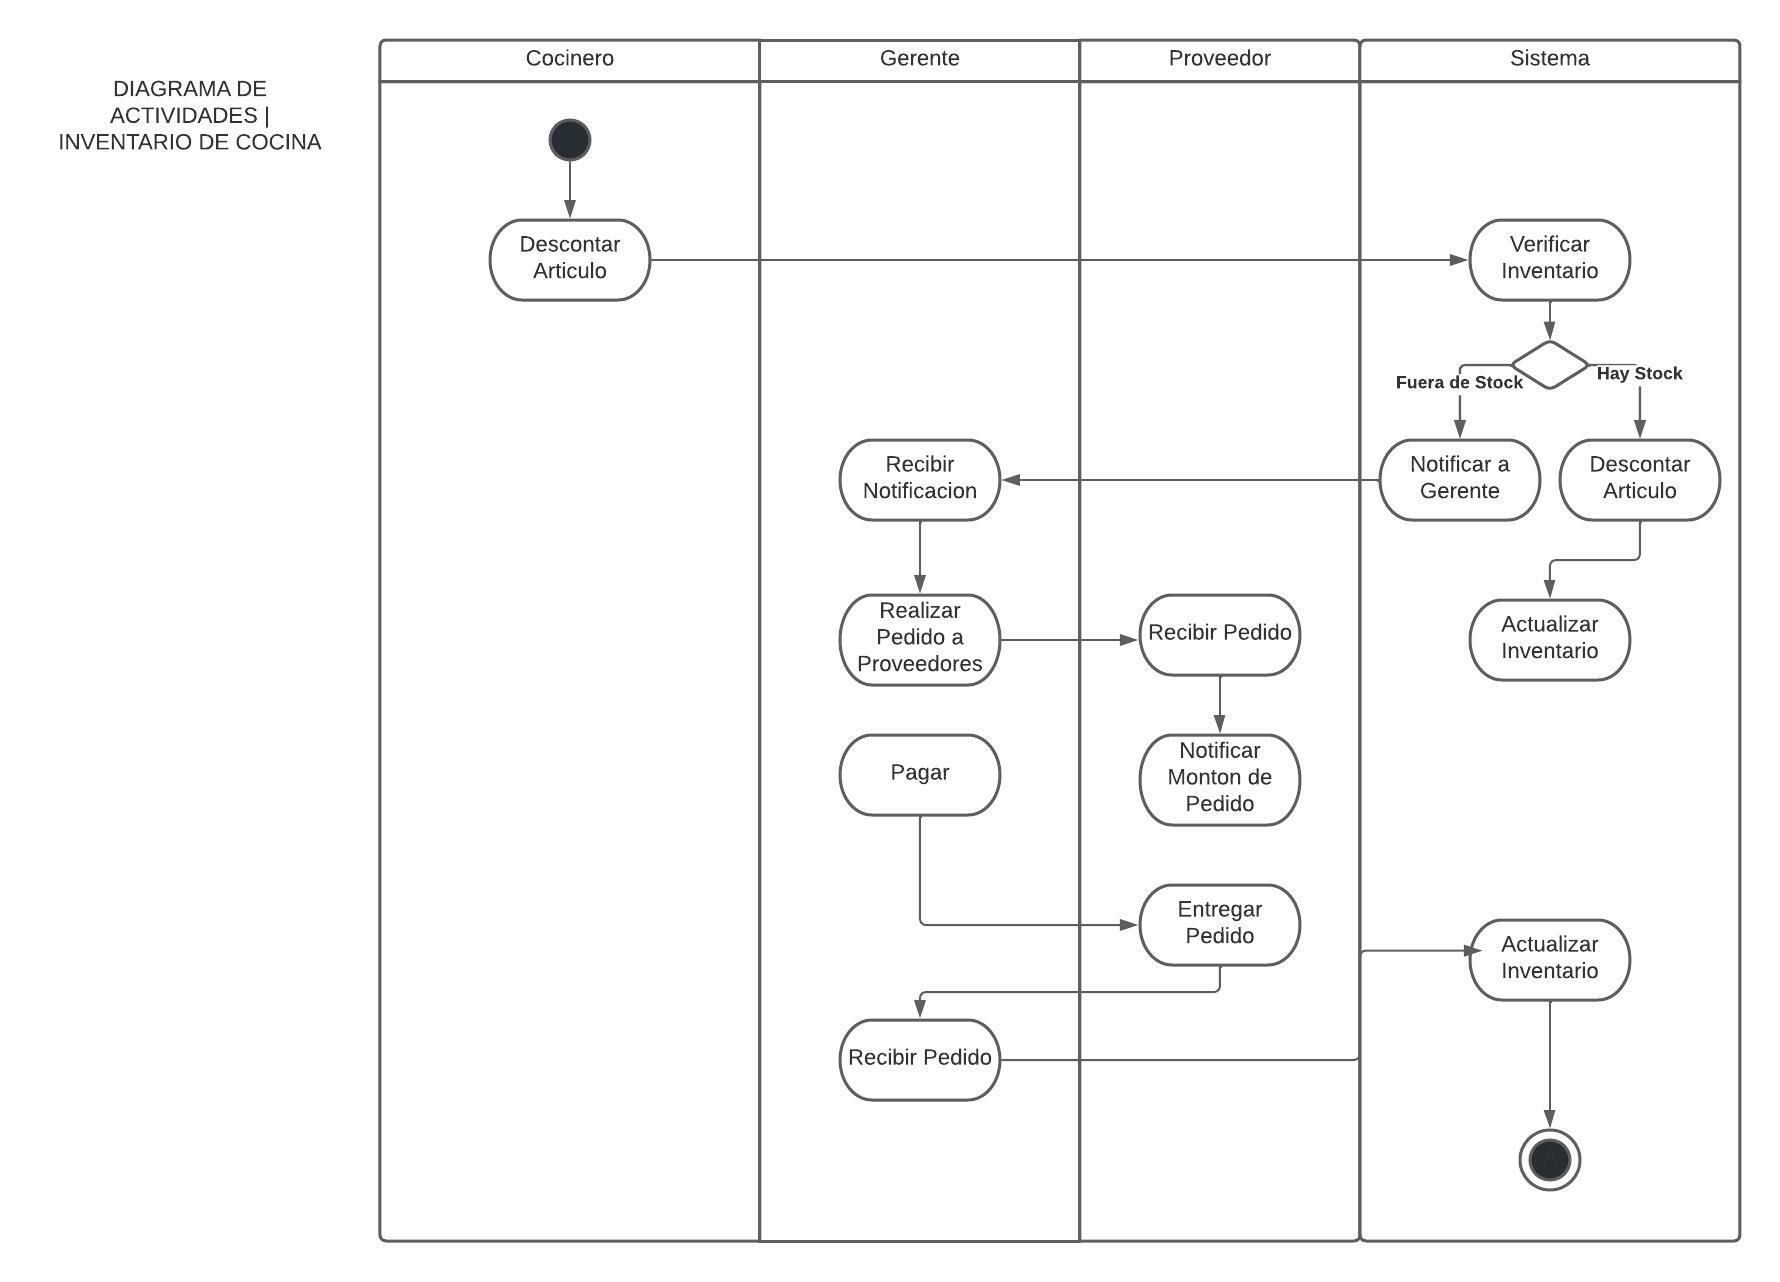 DIAGRAMA DE
ACTIVIDADES |
INVENTARIO DE COCINA
Cocinero
Gerente
Proveedor
Sistema
Descontar
Articulo
Verificar
Inventario
Fuera de Stock
Hay Stock
Recibir
Notificacion
Notificar a
Gerente
Descontar
Articulo
Realizar
Pedido a
Proveedores
Recibir Pedido
Actualizar
Inventario
Pagar
Notificar
Monton de
Pedido
Entregar
Pedido
Actualizar
Inventario
Recibir Pedido
A